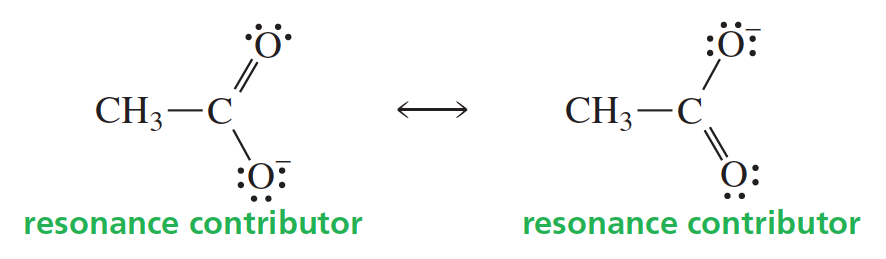 O O⁻
CH₃—C CH₃—C
O⁻ O
resonance contributor resonance contributor